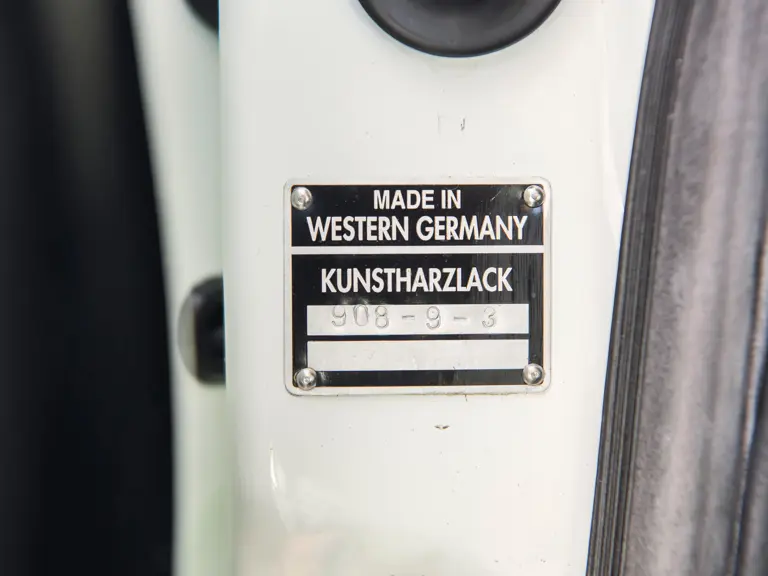 MADE IN
WESTERN GERMANY
KUNSTHARZLACK
908-9-3